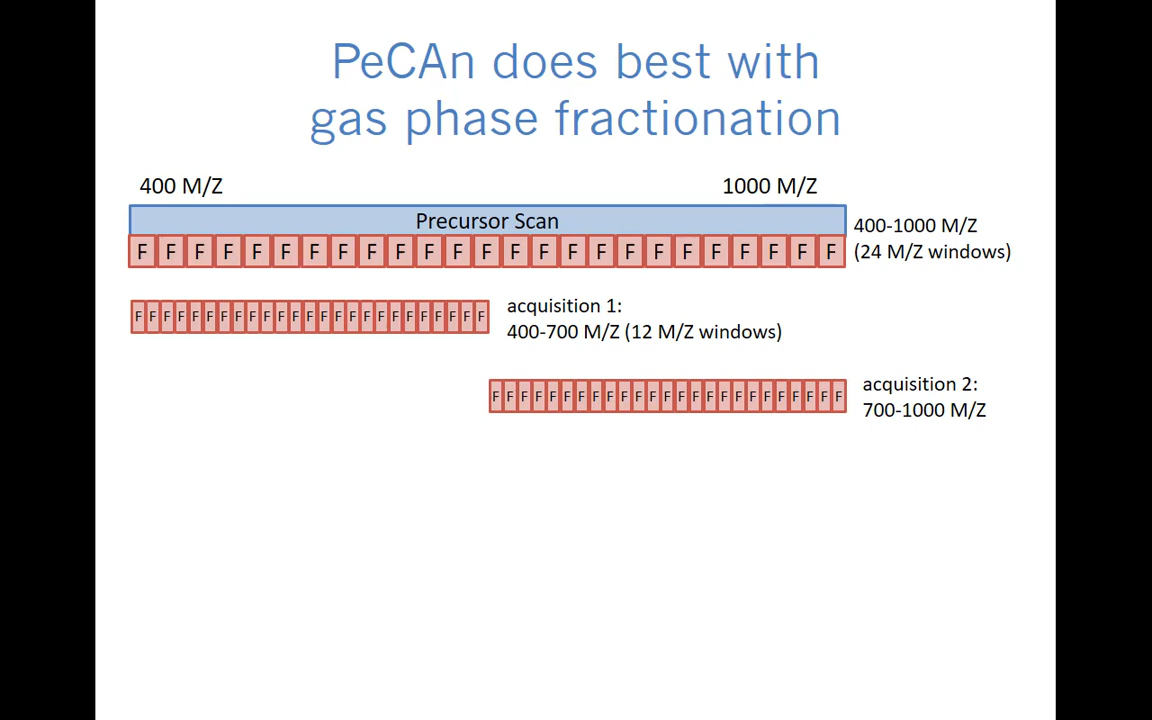 PeCAn does best with
gas phase fractionation
400 M/Z 1000 M/Z
Precursor Scan
400-1000 M/Z
F F F F F F F F F F F F F F F F F F F F F F F F F
(24 M/Z windows)
F F F F F F F F F F F F F F F F F F F F F F F F F
acquisition 1:
400-700 M/Z (12 M/Z windows)
F F F F F F F F F F F F F F F F F F F F F F F F F
acquisition 2:
700-1000 M/Z